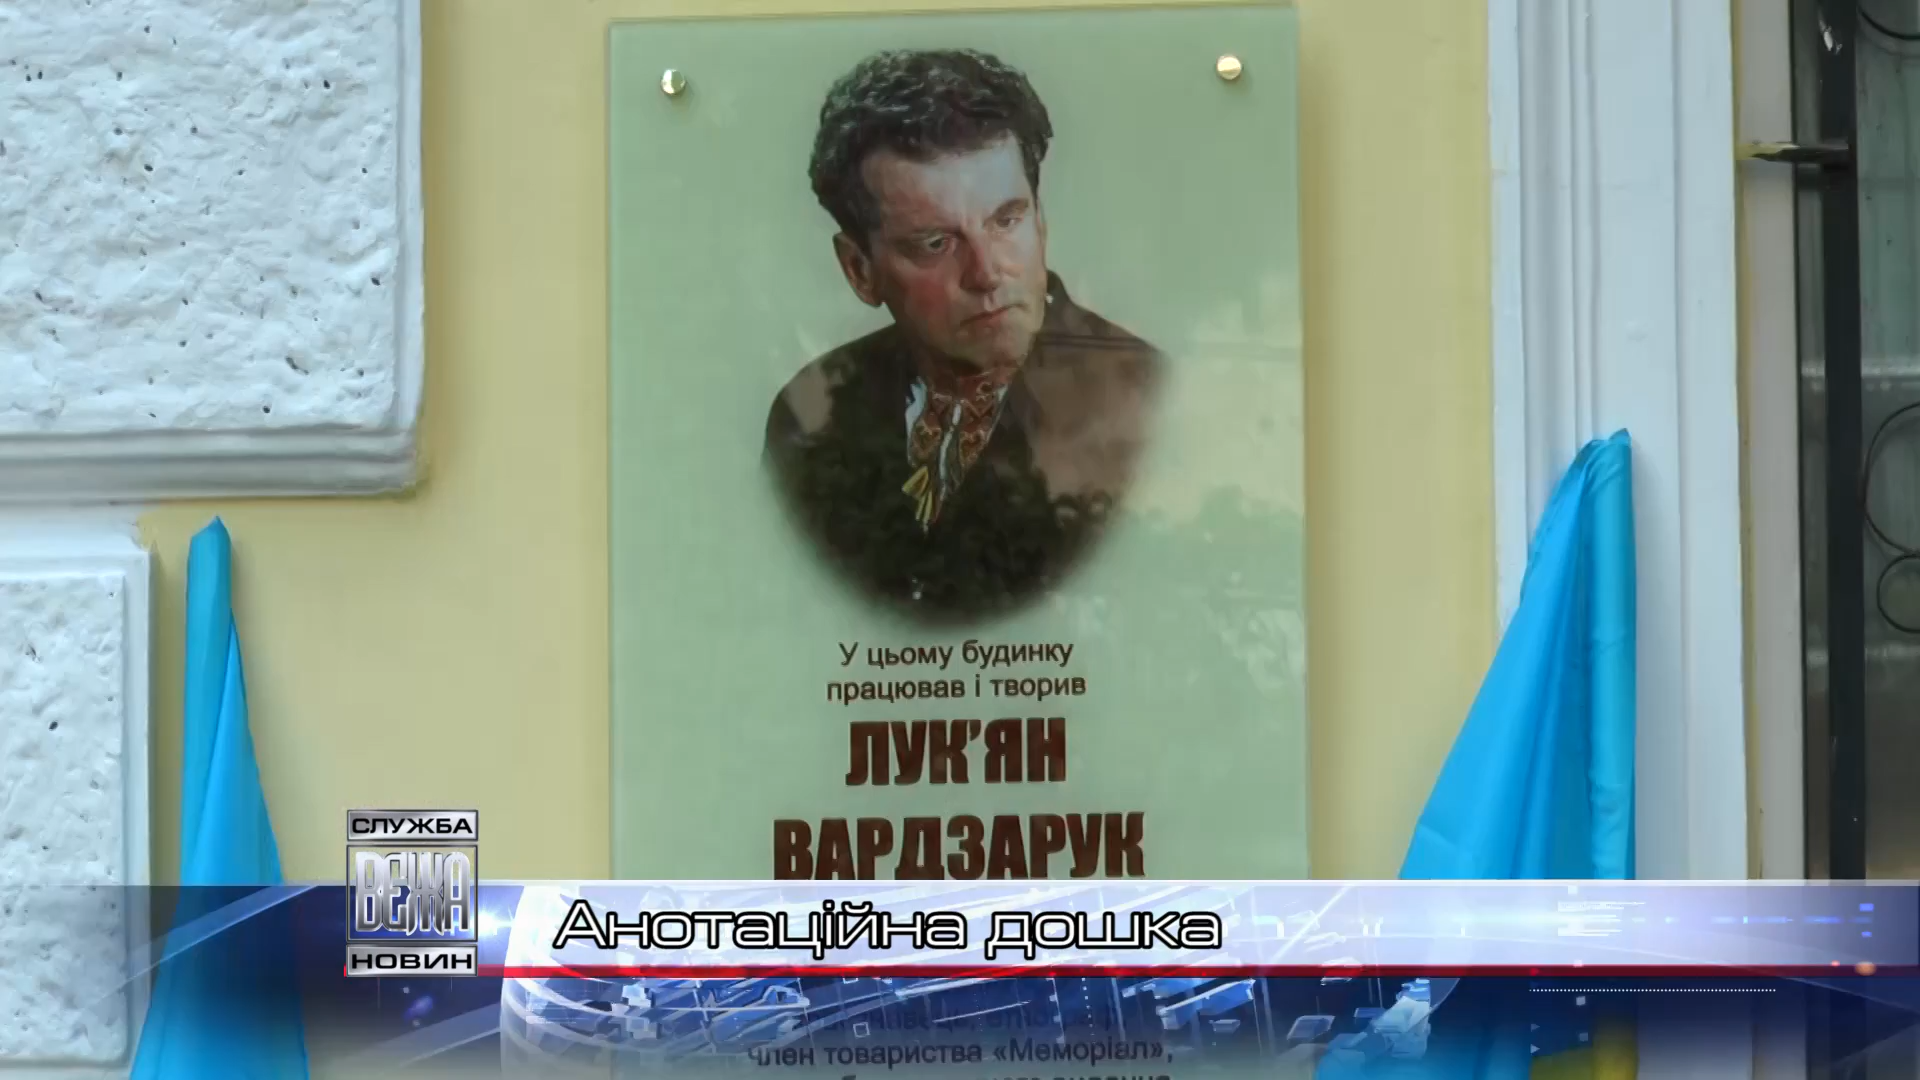 У цьому будинку
працював і творив
ЛУК'ЯН
ВАРДЗАРУК
СЛУЖБА
ВЕЖА
НОВИН
Анотаційна дошка
член товариства «Меморіал»,